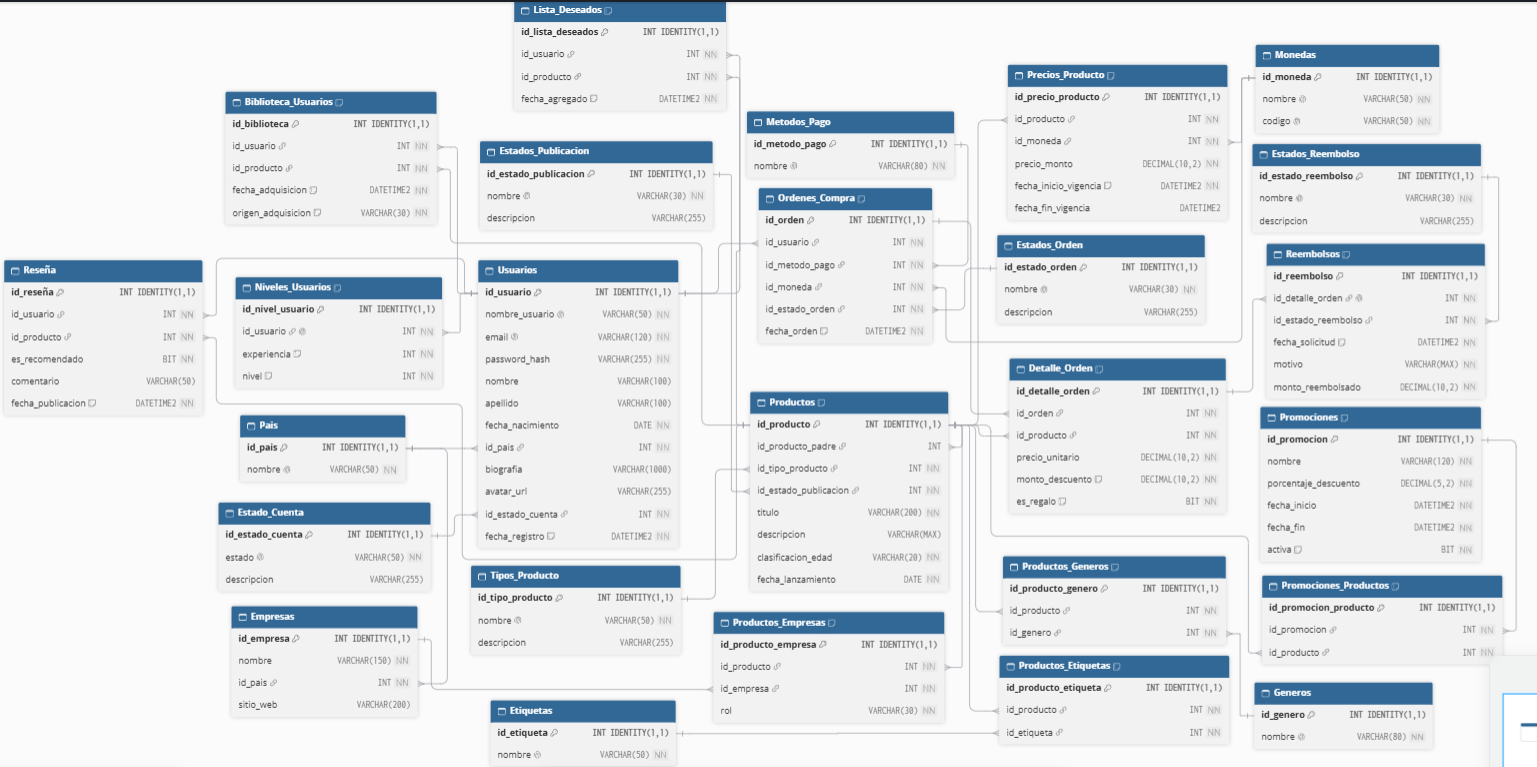 Lista_Deseados
id_lista_deseados INT IDENTITY(1,1)
id_usuario INT NN
id_producto INT NN
fecha_agregado DATETIME2 NN
Biblioteca_Usuarios
id_biblioteca INT IDENTITY(1,1)
id_usuario INT NN
id_producto INT NN
fecha_adquisicion DATETIME2 NN
origen_adquisicion VARCHAR(30) NN
Estados_Publicacion
id_estado_publicacion INT IDENTITY(1,1)
nombre VARCHAR(30) NN
descripcion VARCHAR(255)
Metodos_Pago
id_metodo_pago INT IDENTITY(1,1)
nombre VARCHAR(80) NN
Ordenes_Compra
id_orden INT IDENTITY(1,1)
id_usuario INT NN
id_metodo_pago INT NN
id_moneda INT NN
id_estado_orden INT NN
fecha_orden DATETIME2 NN
Precios_Producto
id_precio_producto INT IDENTITY(1,1)
id_producto INT NN
id_moneda INT NN
precio_monto DECIMAL(10,2) NN
fecha_inicio_vigencia DATETIME2 NN
fecha_fin_vigencia DATETIME2
Monedas
id_moneda INT IDENTITY(1,1)
nombre VARCHAR(50) NN
codigo VARCHAR(50) NN
Estados_Reembolso
id_estado_reembolso INT IDENTITY(1,1)
nombre VARCHAR(30) NN
descripcion VARCHAR(255)
Estados_Orden
id_estado_orden INT IDENTITY(1,1)
nombre VARCHAR(30) NN
descripcion VARCHAR(255)
Reembolsos
id_reembolso INT IDENTITY(1,1)
id_detalle_orden INT NN
id_estado_reembolso INT NN
fecha_solicitud DATETIME2 NN
motivo VARCHAR(MAX) NN
monto_reembolsado DECIMAL(10,2) NN
Reseña
id_reseña INT IDENTITY(1,1)
id_usuario INT NN
id_producto INT NN
es_recomendado BIT NN
comentario VARCHAR(50)
fecha_publicacion DATETIME2 NN
Niveles_Usuarios
id_nivel_usuario INT IDENTITY(1,1)
id_usuario INT NN
experiencia INT NN
nivel INT NN
Usuarios
id_usuario INT IDENTITY(1,1)
nombre_usuario VARCHAR(50) NN
email VARCHAR(120) NN
password_hash VARCHAR(255) NN
nombre VARCHAR(100)
apellido VARCHAR(100)
fecha_nacimiento DATE NN
id_pais INT NN
biografia VARCHAR(1000)
avatar_url VARCHAR(255)
id_estado_cuenta INT NN
fecha_registro DATETIME2 NN
Productos
id_producto INT IDENTITY(1,1)
id_producto_padre INT
id_tipo_producto INT NN
id_estado_publicacion INT NN
titulo VARCHAR(200) NN
descripcion VARCHAR(MAX)
clasificacion_edad VARCHAR(20) NN
fecha_lanzamiento DATE NN
Detalle_Orden
id_detalle_orden INT IDENTITY(1,1)
id_orden INT NN
id_producto INT NN
precio_unitario DECIMAL(10,2) NN
monto_descuento DECIMAL(10,2) NN
es_regalo BIT NN
Promociones
id_promocion INT IDENTITY(1,1)
nombre VARCHAR(120) NN
porcentaje_descuento DECIMAL(5,2) NN
fecha_inicio DATETIME2 NN
fecha_fin DATETIME2 NN
activa BIT NN
Pais
id_pais INT IDENTITY(1,1)
nombre VARCHAR(50) NN
Estado_Cuenta
id_estado_cuenta INT IDENTITY(1,1)
estado VARCHAR(50) NN
descripcion VARCHAR(255)
Tipos_Producto
id_tipo_producto INT IDENTITY(1,1)
nombre VARCHAR(50) NN
descripcion VARCHAR(255)
Productos_Generos
id_producto_genero INT IDENTITY(1,1)
id_producto INT NN
id_genero INT NN
Promociones_Productos
id_promocion_producto INT IDENTITY(1,1)
id_promocion INT NN
id_producto INT NN
Empresas
id_empresa INT IDENTITY(1,1)
nombre VARCHAR(150) NN
id_pais INT NN
sitio_web VARCHAR(200)
Productos_Empresas
id_producto_empresa INT IDENTITY(1,1)
id_producto INT NN
id_empresa INT NN
rol VARCHAR(30) NN
Productos_Etiquetas
id_producto_etiqueta INT IDENTITY(1,1)
id_producto INT NN
id_etiqueta INT NN
Generos
id_genero INT IDENTITY(1,1)
nombre VARCHAR(80) NN
Etiquetas
id_etiqueta INT IDENTITY(1,1)
nombre VARCHAR(50) NN